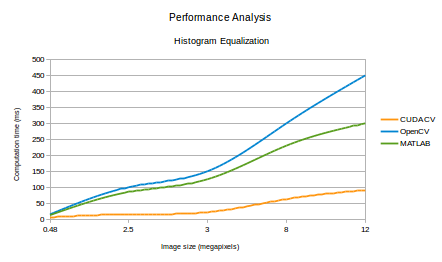 Performance Analysis
Histogram Equalization
Computation time (ms)
500
450
400
350
300
250
200
150
100
50
0
0.48
2.5
3
8
12
Image size (megapixels)
CUDACV
OpenCV
MATLAB